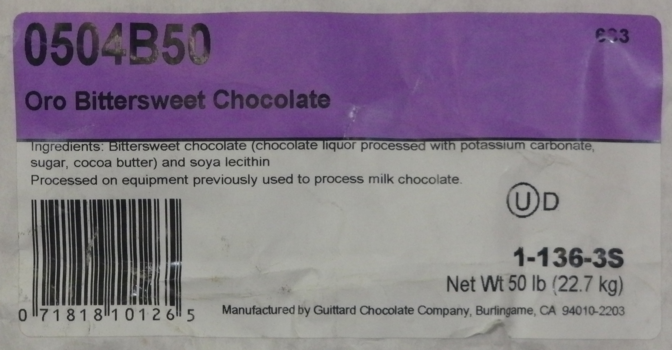 0504B50
Oro Bittersweet Chocolate
Ingredients: Bittersweet chocolate (chocolate liquor processed with potassium carbonate,
sugar, cocoa butter) and soya lecithin
Processed on equipment previously used to process milk chocolate.
U D
1-136-3S
Net Wt 50 lb (22.7 kg)
Manufactured by Guittard Chocolate Company, Burlingame, CA 94010-2203
0 71818 10126 5